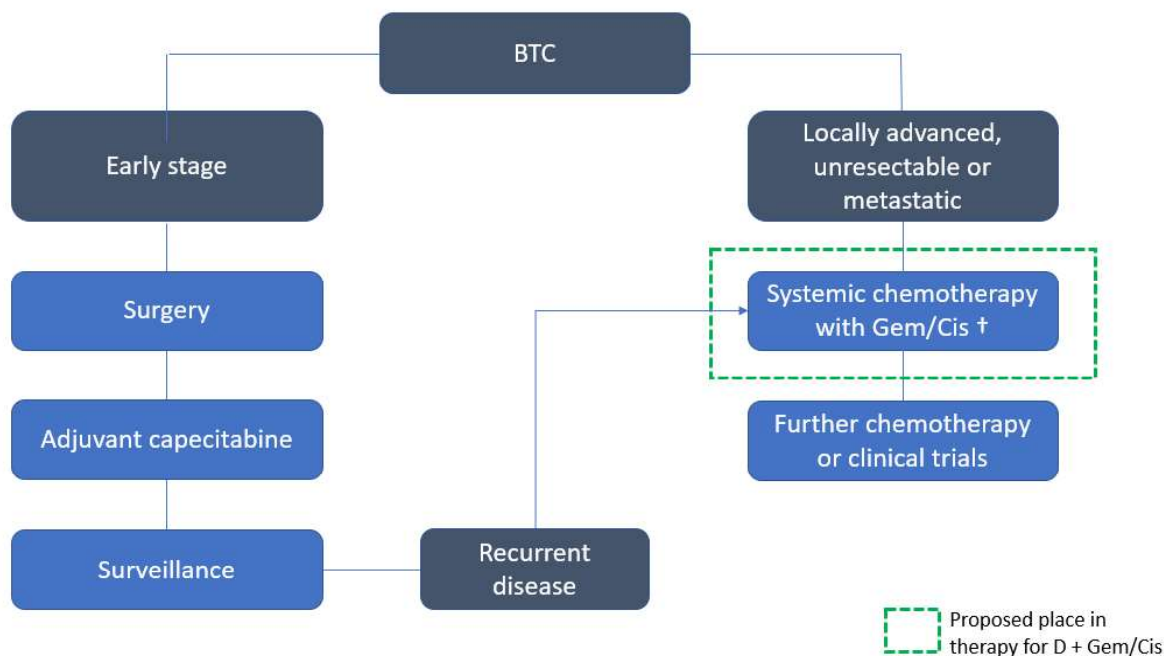 BTC
Early stage
Locally advanced,
unresectable or
metastatic
Surgery
Systemic chemotherapy
with Gem/Cis †
Adjuvant capecitabine
Further chemotherapy
or clinical trials
Surveillance
Recurrent
disease
Proposed place in
therapy for D + Gem/Cis